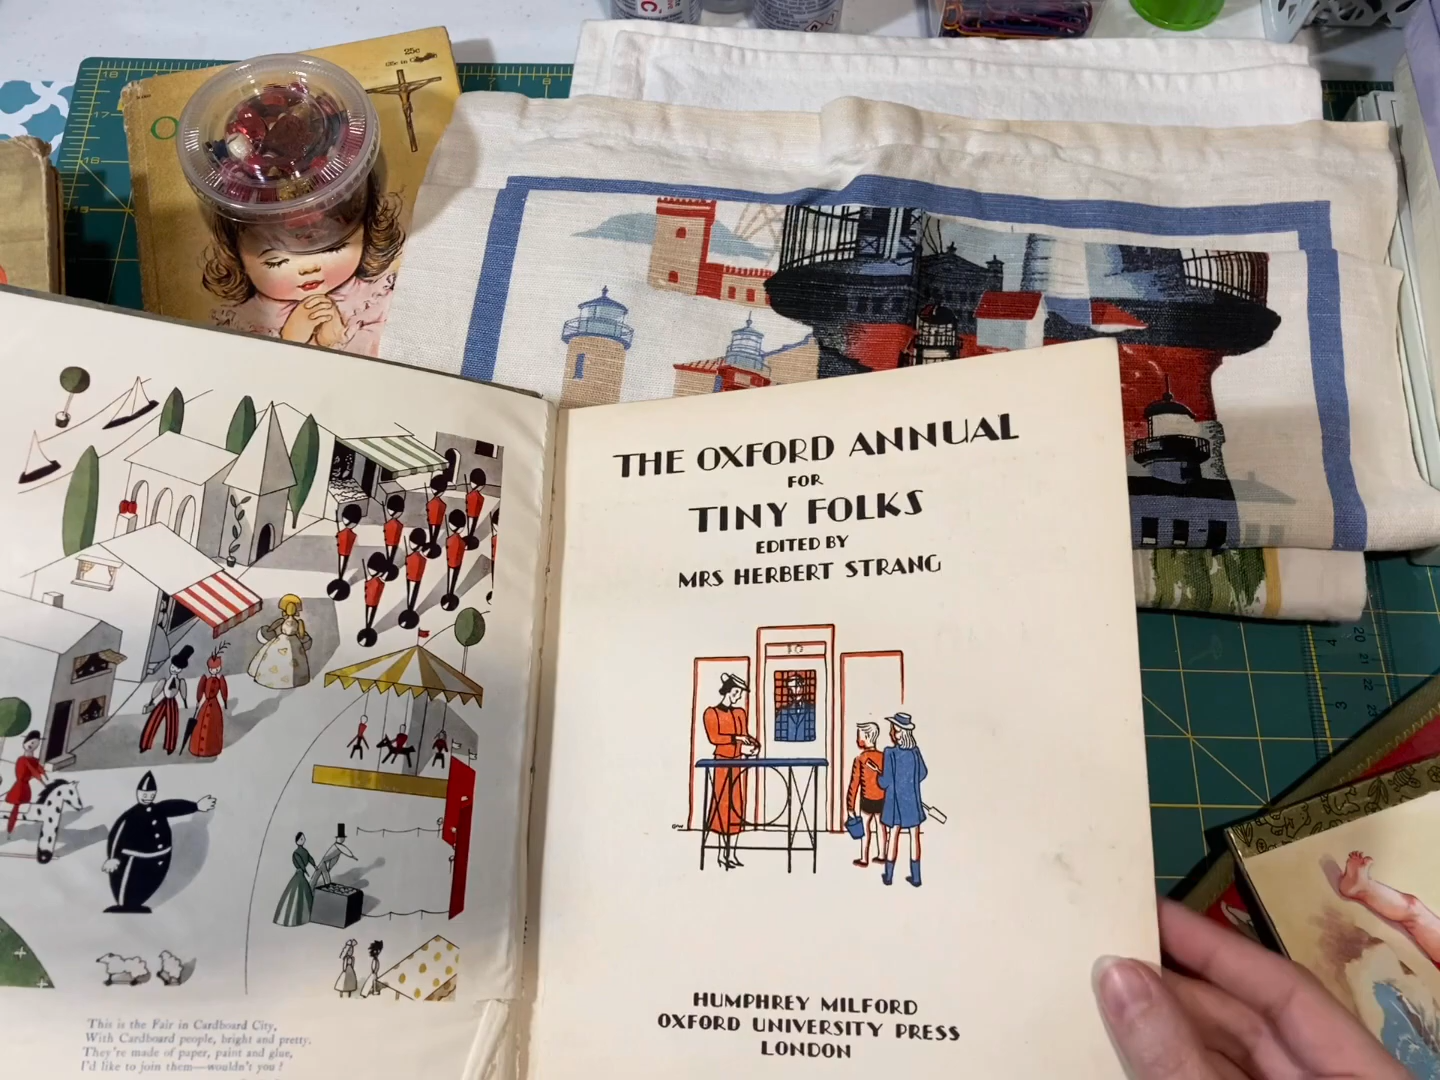 25¢
THE OXFORD ANNUAL
FOR
TINY FOLKS
EDITED BY
MRS HERBERT STRANG
HUMPHREY MILFORD
OXFORD UNIVERSITY PRESS
LONDON
This is the Fair in Cardboard City,
With Cardboard people, bright and pretty.
They're made of paper, paint and glue,
I'd like to join them—wouldn't you?